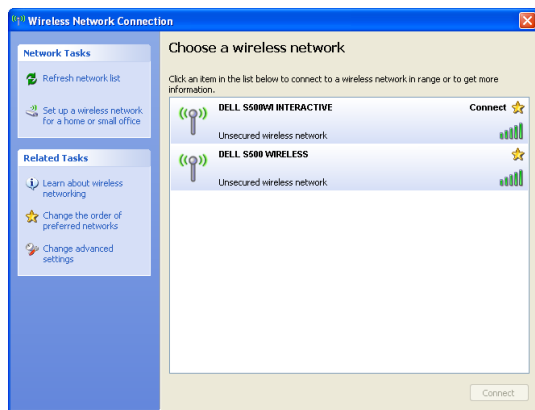 Wireless Network Connection
Network Tasks
Refresh network list
Set up a wireless network
for a home or small office
Related Tasks
Learn about wireless
networking
Change the order of
preferred networks
Change advanced
settings
Choose a wireless network
Click an item in the list below to connect to a wireless network in range or to get more
information.
DELL S500WI INTERACTIVE Connect
Unsecured wireless network
DELL S500 WIRELESS
Unsecured wireless network
Connect